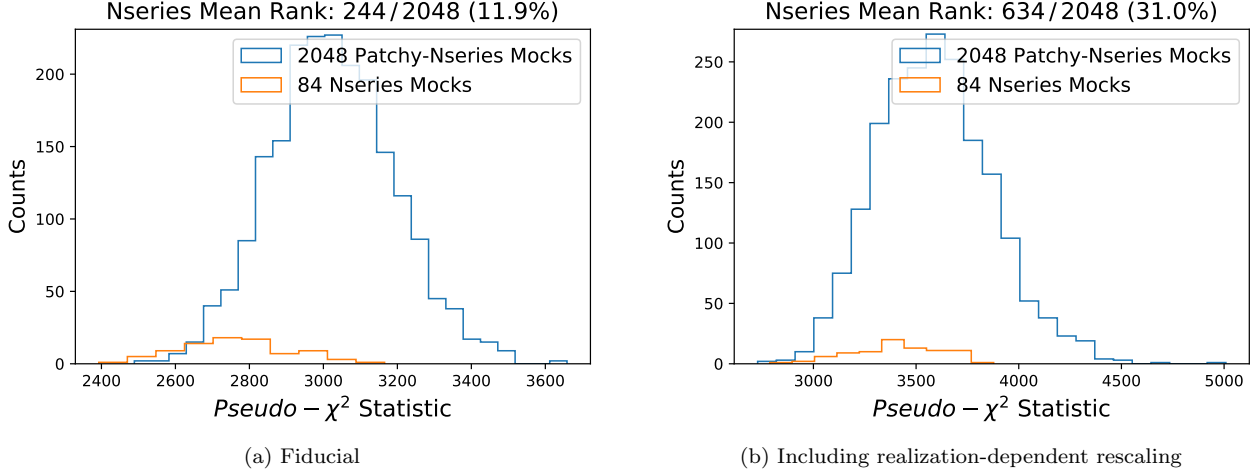 Nseries Mean Rank: 244/2048 (11.9%)
2048 Patchy-Nseries Mocks
84 Nseries Mocks
Counts
200
150
100
50
0
2400 2600 2800 3000 3200 3400 3600
Pseudo − χ² Statistic
(a) Fiducial
Nseries Mean Rank: 634/2048 (31.0%)
2048 Patchy-Nseries Mocks
84 Nseries Mocks
Counts
250
200
150
100
50
0
3000 3500 4000 4500 5000
Pseudo − χ² Statistic
(b) Including realization-dependent rescaling